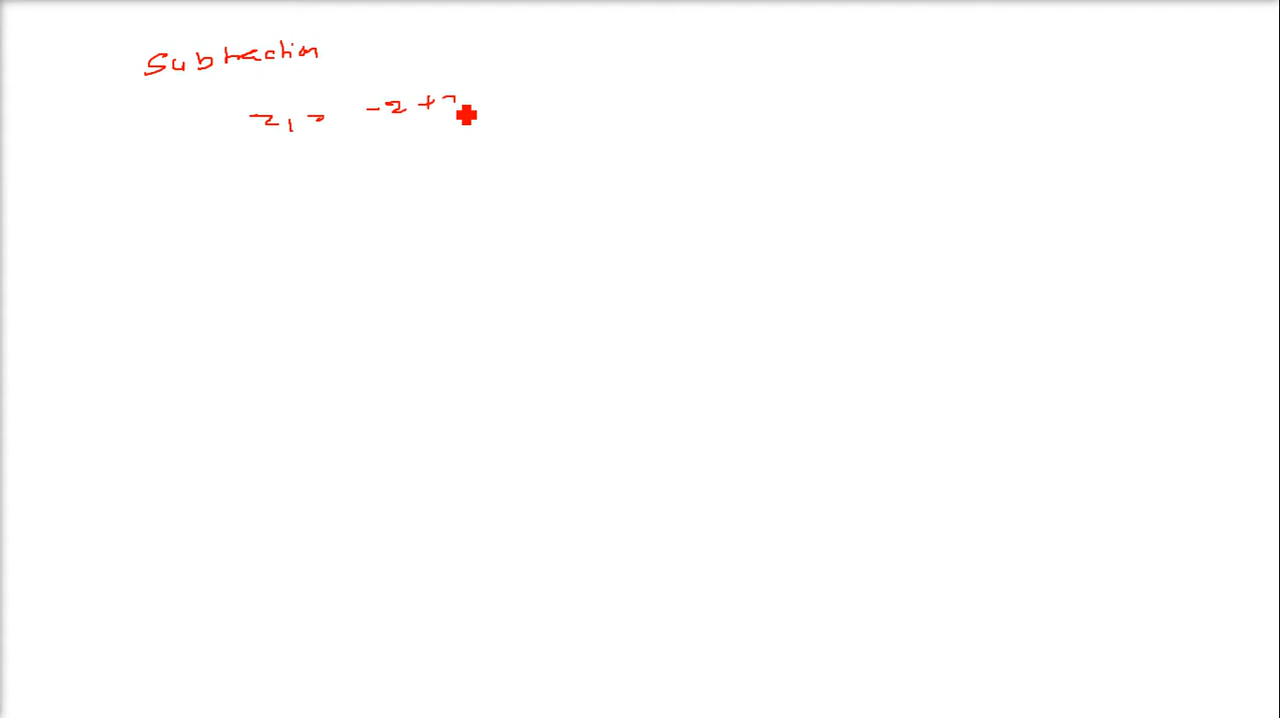 Subtraction
z1 = -2 +